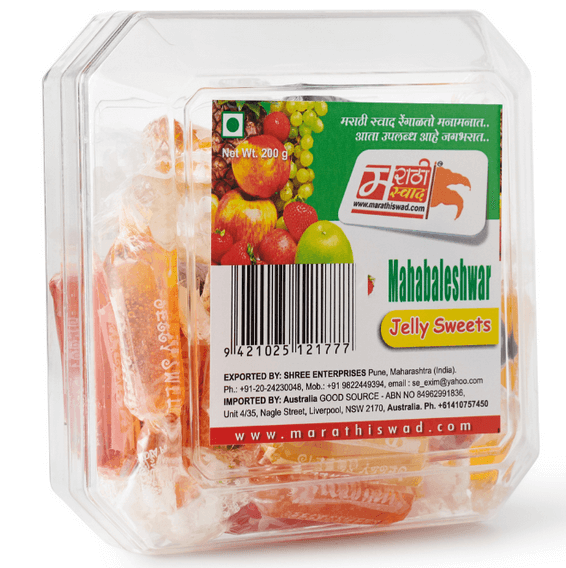 मराठी स्वाद रेंगाळतो मनामनात..
आता उपलब्ध आहे जगभरात..
Net Wt. 200 g
मराठी
स्वाद
www.marathiswad.com
Mahabaleshwar
Jelly Sweets
9 421025 121777
EXPORTED BY: SHREE ENTERPRISES Pune, Maharashtra (India).
Ph.: +91-20-24230048, Mob.: +91 9822449394, email : se_exim@yahoo.com
IMPORTED BY: Australia GOOD SOURCE - ABN NO 84962991836,
Unit 4/35, Nagle Street, Liverpool, NSW 2170, Australia. Ph. +61410757450
www.marathiswad.com